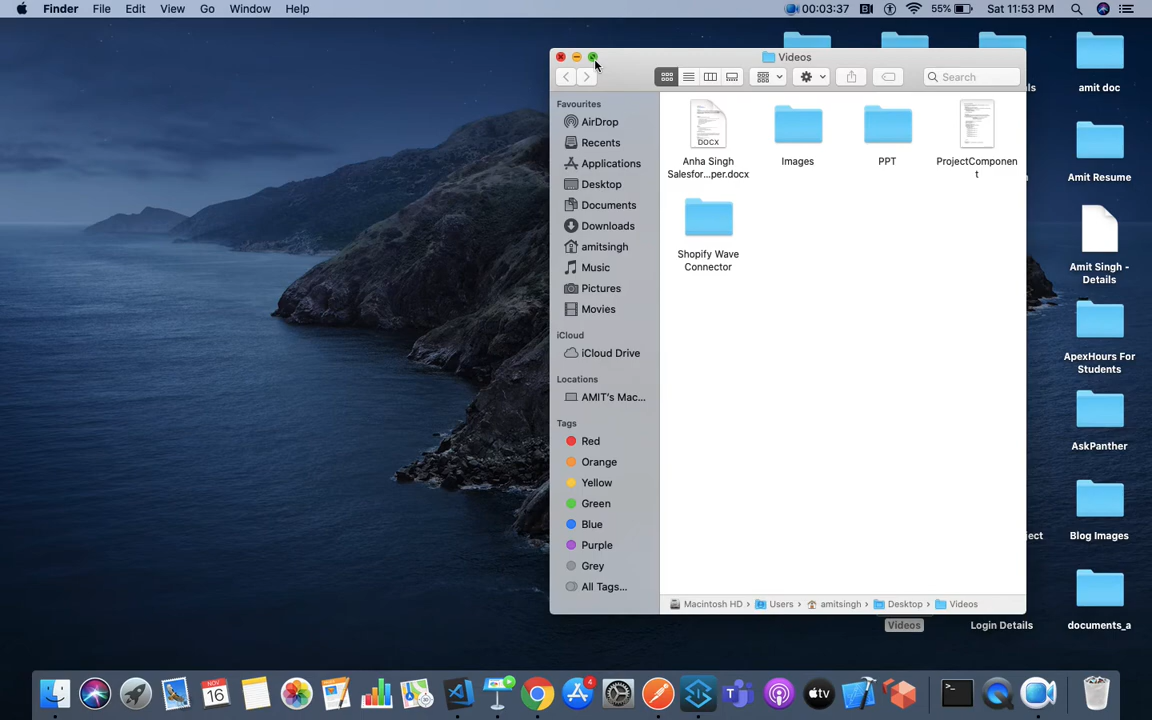 Finder File Edit View Go Window Help 00:03:37 55% Sat 11:53 PM
Videos
Search
Favourites
AirDrop
Recents
Applications
Desktop
Documents
Downloads
amitsingh
Music
Pictures
Movies
iCloud
iCloud Drive
Locations
AMIT's Mac...
Tags
Red
Orange
Yellow
Green
Blue
Purple
Grey
All Tags...
DOCX
Anha Singh
Salesfor...per.docx
Images
PPT
ProjectComponen
t
Shopify Wave
Connector
Macintosh HD › Users › amitsingh › Desktop › Videos
Videos
Login Details
amit doc
Amit Resume
Amit Singh -
Details
ApexHours For
Students
AskPanther
Blog Images
documents_a
NOV
16
4
tv